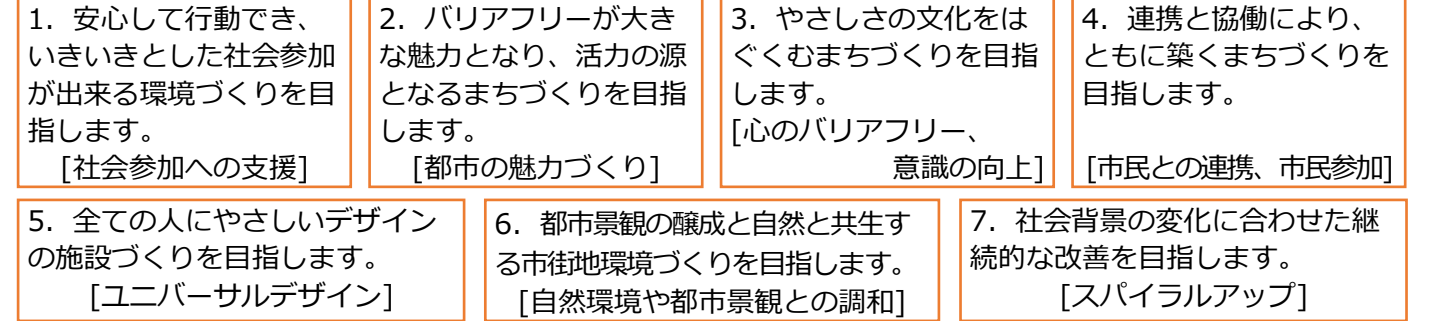 1. 安心して行動でき、
いきいきとした社会参加
が出来る環境づくりを目
指します。
[社会参加への支援]
2. バリアフリーが大き
な魅力となり、活力の源
となるまちづくりを目指
します。
[都市の魅力づくり]
3. やさしさの文化をは
ぐくむまちづくりを目指
します。
[心のバリアフリー、
意識の向上]
4. 連携と協働により、
ともに築くまちづくりを
目指します。
[市民との連携、市民参加]
5. 全ての人にやさしいデザイン
の施設づくりを目指します。
[ユニバーサルデザイン]
6. 都市景観の醸成と自然と共生す
る市街地環境づくりを目指します。
[自然環境や都市景観との調和]
7. 社会背景の変化に合わせた継
続的な改善を目指します。
[スパイラルアップ]